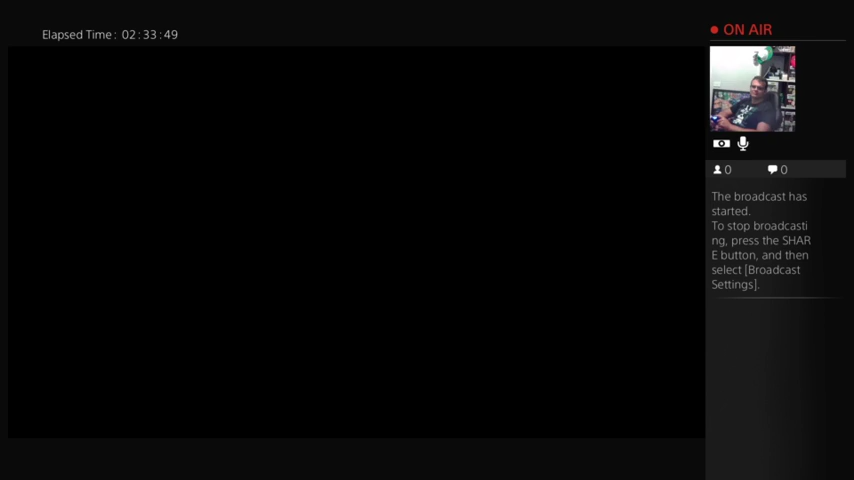 Elapsed Time: 02:33:49
ON AIR
0 0
The broadcast has
started.
To stop broadcasti
ng, press the SHAR
E button, and then
select [Broadcast
Settings].